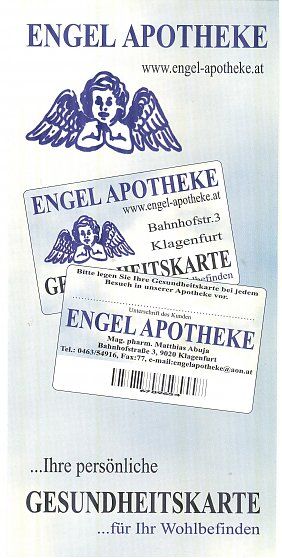 ENGEL APOTHEKE
www.engel-apotheke.at
ENGEL APOTHEKE
www.engel-apotheke.at
Bahnhofstr.3
Klagenfurt
HEITSKARTE
lbefinden
Bitte legen Sie Ihre Gesundheitskarte bei jedem
Besuch in unserer Apotheke vor.
Unterschrift des Kunden
ENGEL APOTHEKE
Mag. pharm. Matthias Abuja
Bahnhofstraße 3, 9020 Klagenfurt
Tel.: 0463/54916, Fax:77, e-mail:engelapotheke@aon.at
...Ihre persönliche
GESUNDHEITSKARTE
...für Ihr Wohlbefinden